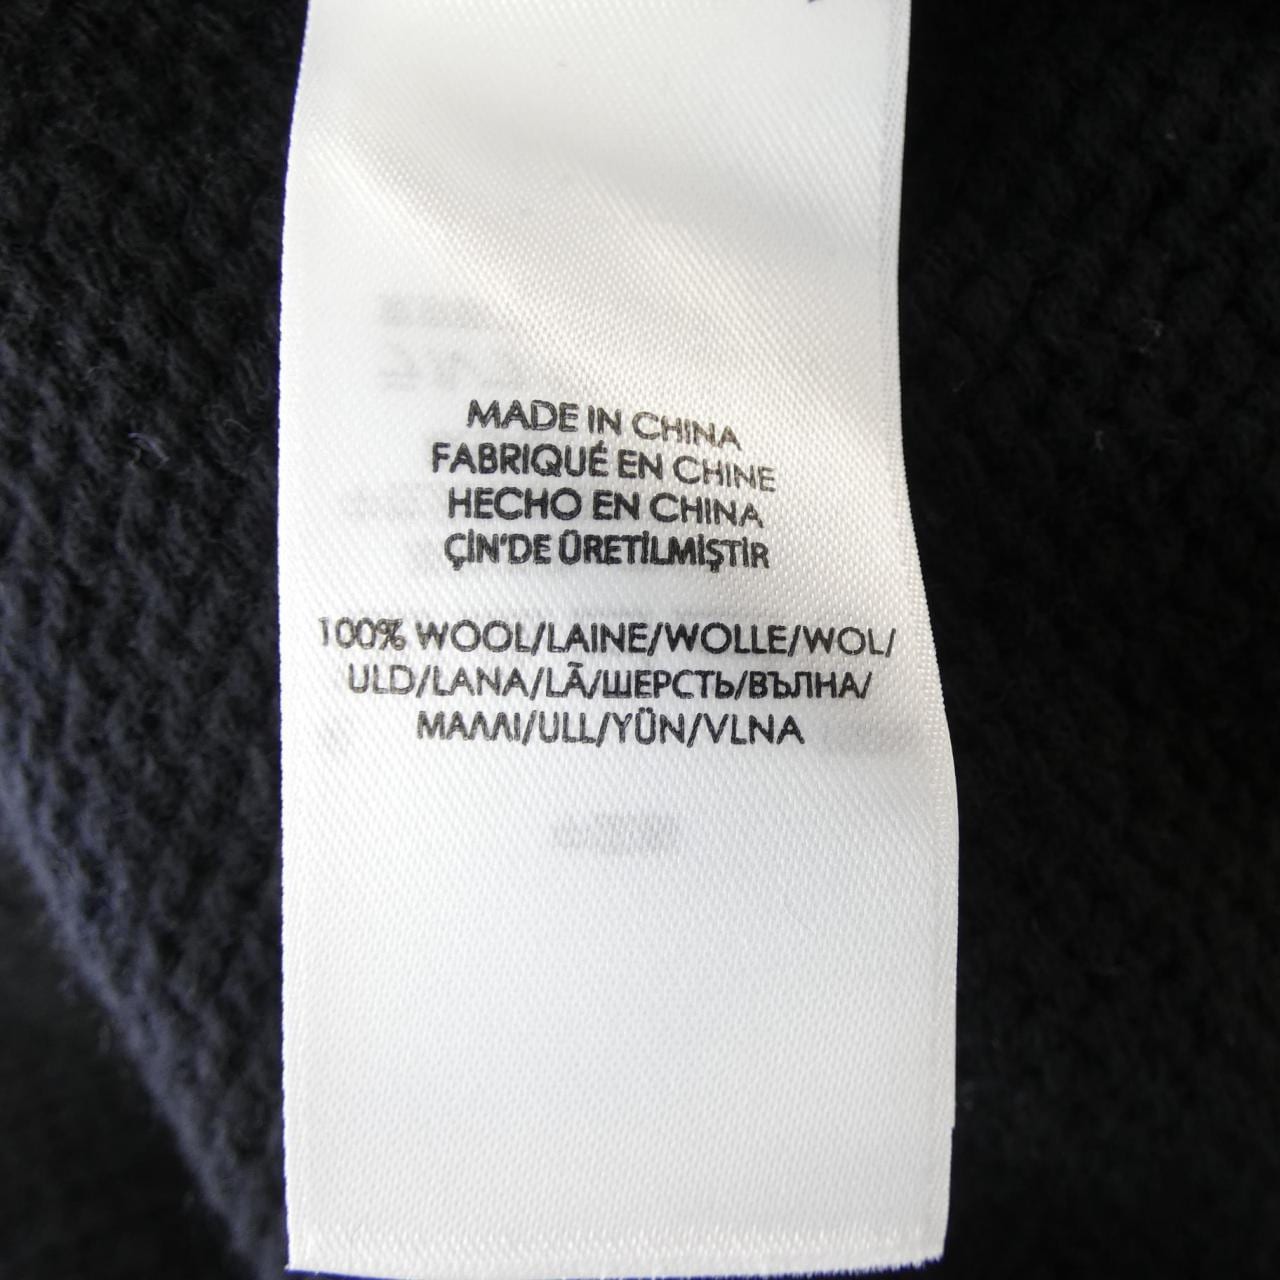 MADE IN CHINA
FABRIQUÉ EN CHINE
HECHO EN CHINA
ÇİN'DE ÜRETİLMİŞTİR
100% WOOL/LAINE/WOLLE/WOL/
ULD/LANA/LÃ/ШЕРСТЬ/ВЪЛНА/
ΜΑΛΛΙ/ULL/YÜN/VLNA